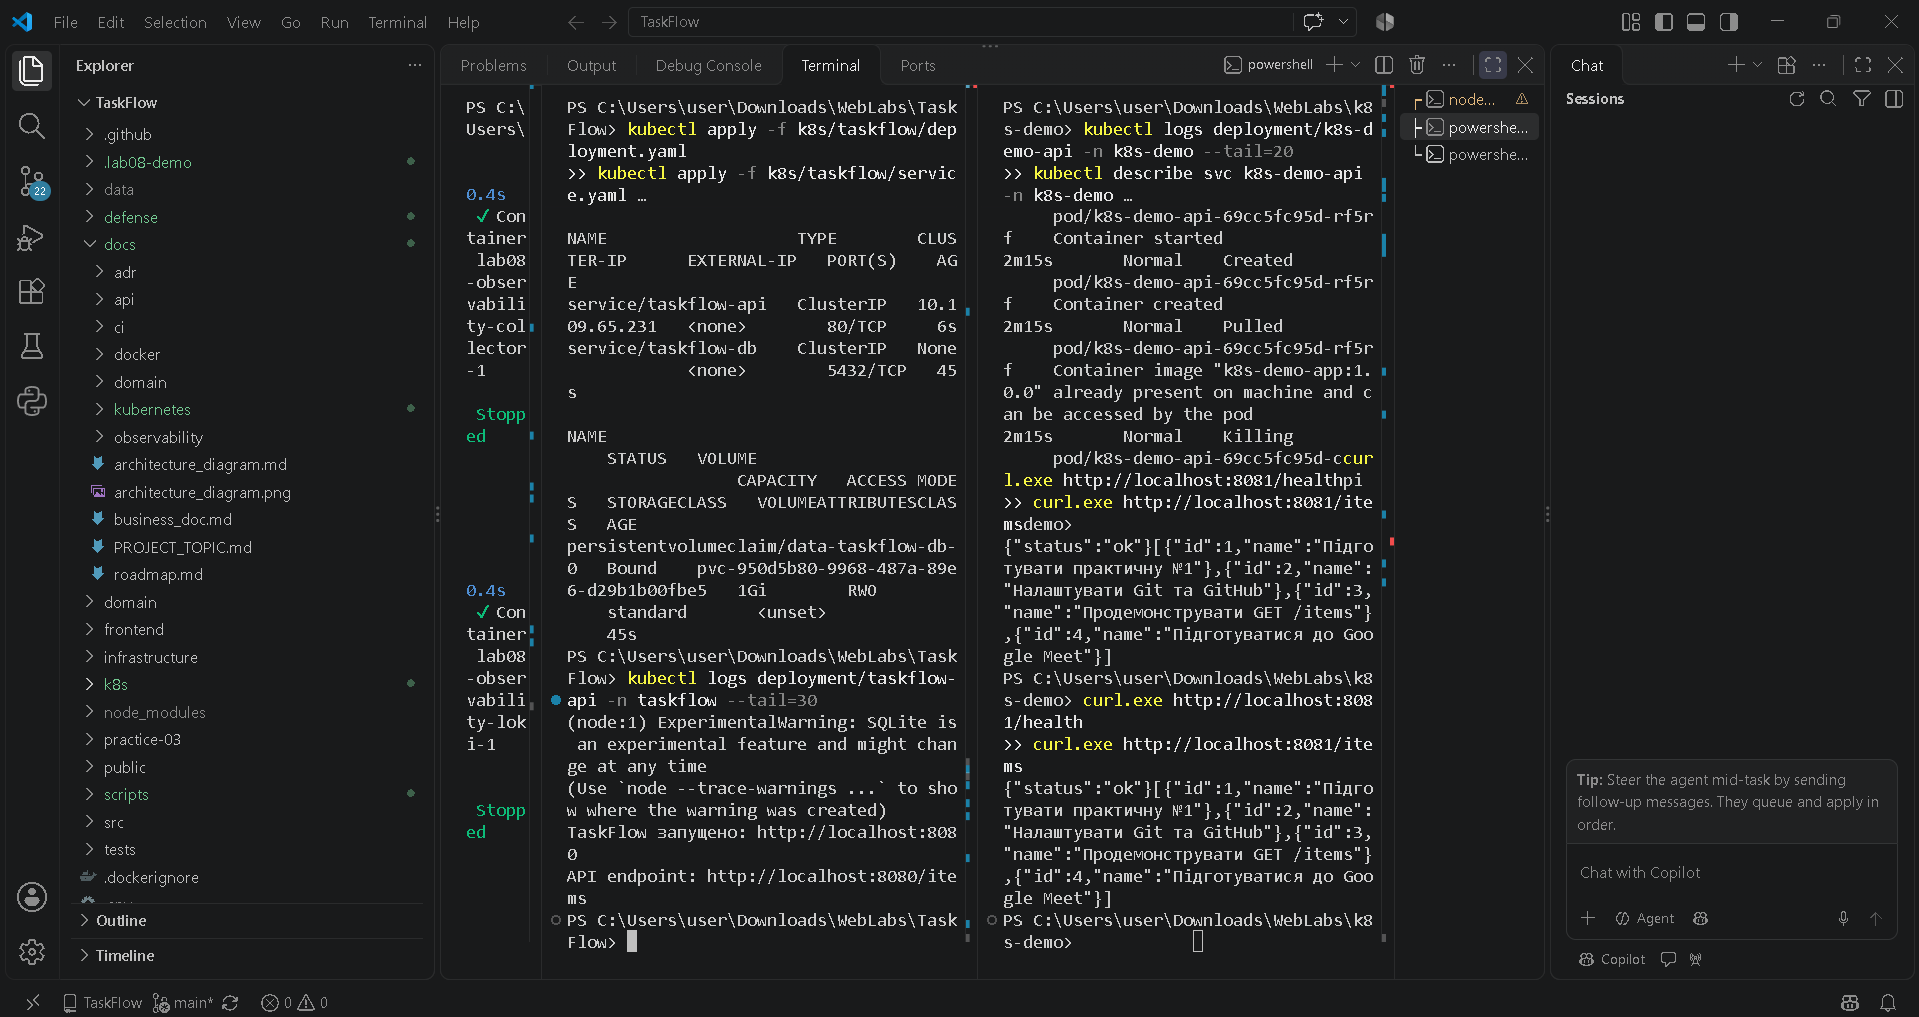 File Edit Selection View Go Run Terminal Help
TaskFlow
Explorer
TaskFlow
.github
.lab08-demo
data
defense
docs
adr
api
ci
docker
domain
kubernetes
observability
architecture_diagram.md
architecture_diagram.png
business_doc.md
PROJECT_TOPIC.md
roadmap.md
domain
frontend
infrastructure
k8s
node_modules
practice-03
public
scripts
src
tests
.dockerignore
Outline
Timeline
22
Problems Output Debug Console Terminal Ports
powershell
PS C:\
Users\
0.4s
✓ Con
tainer
lab08
-obser
vabili
ty-col
lector
-1
Stopp
ed
0.4s
✓ Con
tainer
lab08
-obser
vabili
ty-lok
i-1
Stopp
ed
PS C:\Users\user\Downloads\WebLabs\Task
Flow> kubectl apply -f k8s/taskflow/dep
loyment.yaml
>> kubectl apply -f k8s/taskflow/servic
e.yaml …
NAME TYPE CLUS
TER-IP EXTERNAL-IP PORT(S) AG
E
service/taskflow-api ClusterIP 10.1
09.65.231 <none> 80/TCP 6s
service/taskflow-db ClusterIP None
<none> 5432/TCP 45
s
NAME
STATUS VOLUME
CAPACITY ACCESS MODE
S STORAGECLASS VOLUMEATTRIBUTESCLAS
S AGE
persistentvolumeclaim/data-taskflow-db-
0 Bound pvc-950d5b80-9968-487a-89e
6-d29b1b00fbe5 1Gi RWO
standard <unset>
45s
PS C:\Users\user\Downloads\WebLabs\Task
Flow> kubectl logs deployment/taskflow-
api -n taskflow --tail=30
(node:1) ExperimentalWarning: SQLite is
an experimental feature and might chan
ge at any time
(Use `node --trace-warnings ...` to sho
w where the warning was created)
TaskFlow запущено: http://localhost:808
0
API endpoint: http://localhost:8080/ite
ms
PS C:\Users\user\Downloads\WebLabs\Task
Flow>
PS C:\Users\user\Downloads\WebLabs\k8
s-demo> kubectl logs deployment/k8s-d
emo-api -n k8s-demo --tail=20
>> kubectl describe svc k8s-demo-api
-n k8s-demo …
pod/k8s-demo-api-69cc5fc95d-rf5r
f Container started
2m15s Normal Created
pod/k8s-demo-api-69cc5fc95d-rf5r
f Container created
2m15s Normal Pulled
pod/k8s-demo-api-69cc5fc95d-rf5r
f Container image "k8s-demo-app:1.
0.0" already present on machine and c
an be accessed by the pod
2m15s Normal Killing
pod/k8s-demo-api-69cc5fc95d-ccur
l.exe http://localhost:8081/healthpi
>> curl.exe http://localhost:8081/ite
msdemo>
{"status":"ok"}[{"id":1,"name":"Підго
тувати практичну №1"},{"id":2,"name":
"Налаштувати Git та GitHub"},{"id":3,
"name":"Продемонструвати GET /items"}
,{"id":4,"name":"Підготуватися до Goo
gle Meet"}]
PS C:\Users\user\Downloads\WebLabs\k8
s-demo> curl.exe http://localhost:808
1/health
>> curl.exe http://localhost:8081/ite
ms
{"status":"ok"}[{"id":1,"name":"Підго
тувати практичну №1"},{"id":2,"name":
"Налаштувати Git та GitHub"},{"id":3,
"name":"Продемонструвати GET /items"}
,{"id":4,"name":"Підготуватися до Goo
gle Meet"}]
PS C:\Users\user\Downloads\WebLabs\k8
s-demo>
node...
powershe...
powershe...
Chat
Sessions
Tip: Steer the agent mid-task by sending
follow-up messages. They queue and apply in
order.
Chat with Copilot
Agent
Copilot
TaskFlow main* 0 0